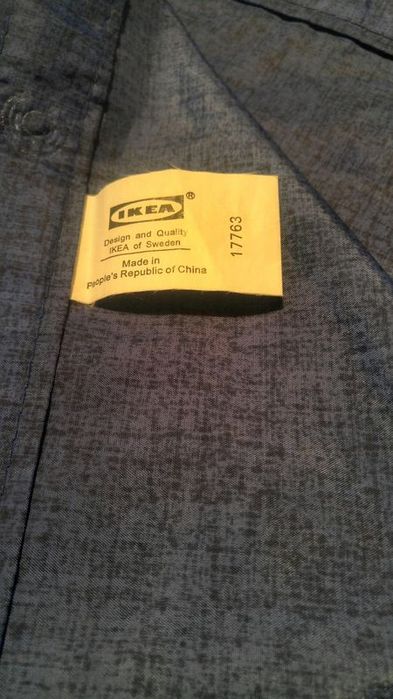 IKEA®
Design and Quality
IKEA of Sweden
Made in
People's Republic of China
17763